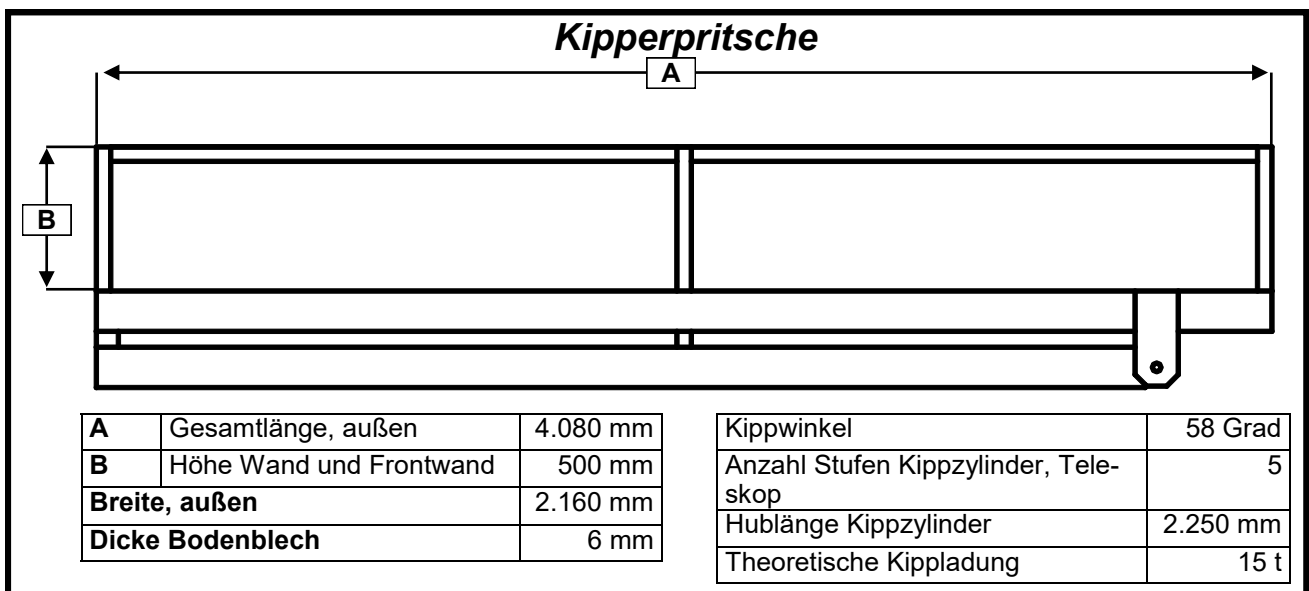 Kipperpritsche
A
B
A Gesamtlänge, außen 4.080 mm
B Höhe Wand und Frontwand 500 mm
Breite, außen 2.160 mm
Dicke Bodenblech 6 mm
Kippwinkel 58 Grad
Anzahl Stufen Kippzylinder, Tele- 5
skop
Hublänge Kippzylinder 2.250 mm
Theoretische Kippladung 15 t